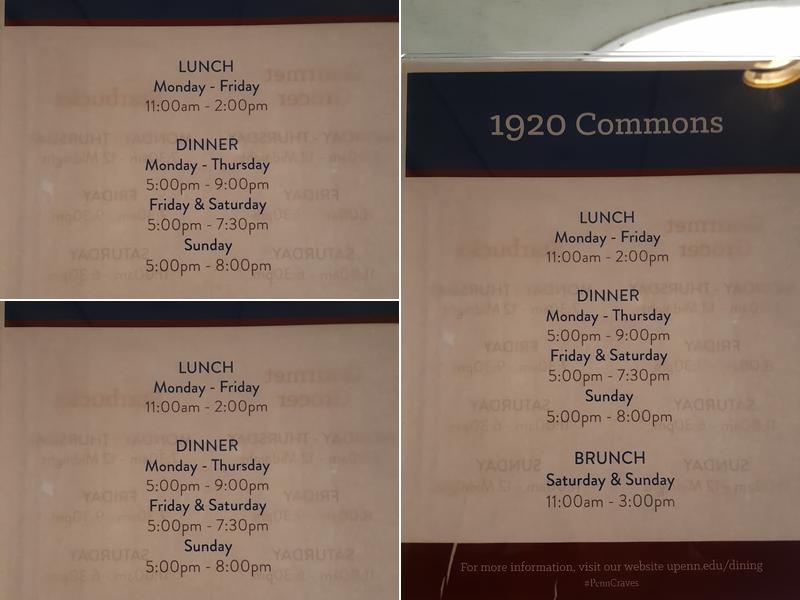 LUNCH
Monday - Friday
11:00am - 2:00pm
DINNER
Monday - Thursday
5:00pm - 9:00pm
Friday & Saturday
5:00pm - 7:30pm
Sunday
5:00pm - 8:00pm
LUNCH
Monday - Friday
11:00am - 2:00pm
DINNER
Monday - Thursday
5:00pm - 9:00pm
Friday & Saturday
5:00pm - 7:30pm
Sunday
5:00pm - 8:00pm
1920 Commons
LUNCH
Monday - Friday
11:00am - 2:00pm
DINNER
Monday - Thursday
5:00pm - 9:00pm
Friday & Saturday
5:00pm - 7:30pm
Sunday
5:00pm - 8:00pm
BRUNCH
Saturday & Sunday
11:00am - 3:00pm
For more information, visit our website upenn.edu/dining
#PennCraves